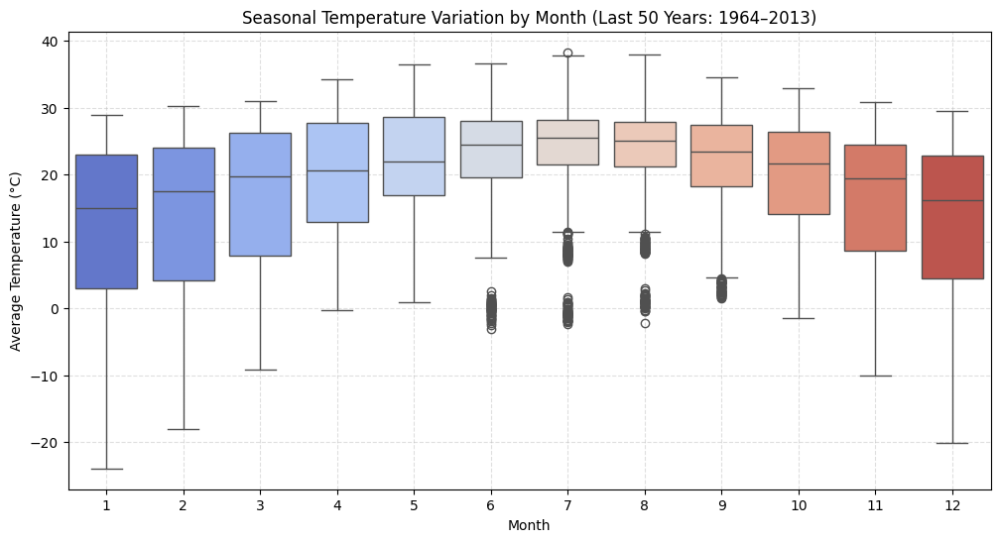 Seasonal Temperature Variation by Month (Last 50 Years: 1964–2013)
Average Temperature (°C)
40
30
20
10
0
−10
−20
1 2 3 4 5 6 7 8 9 10 11 12
Month